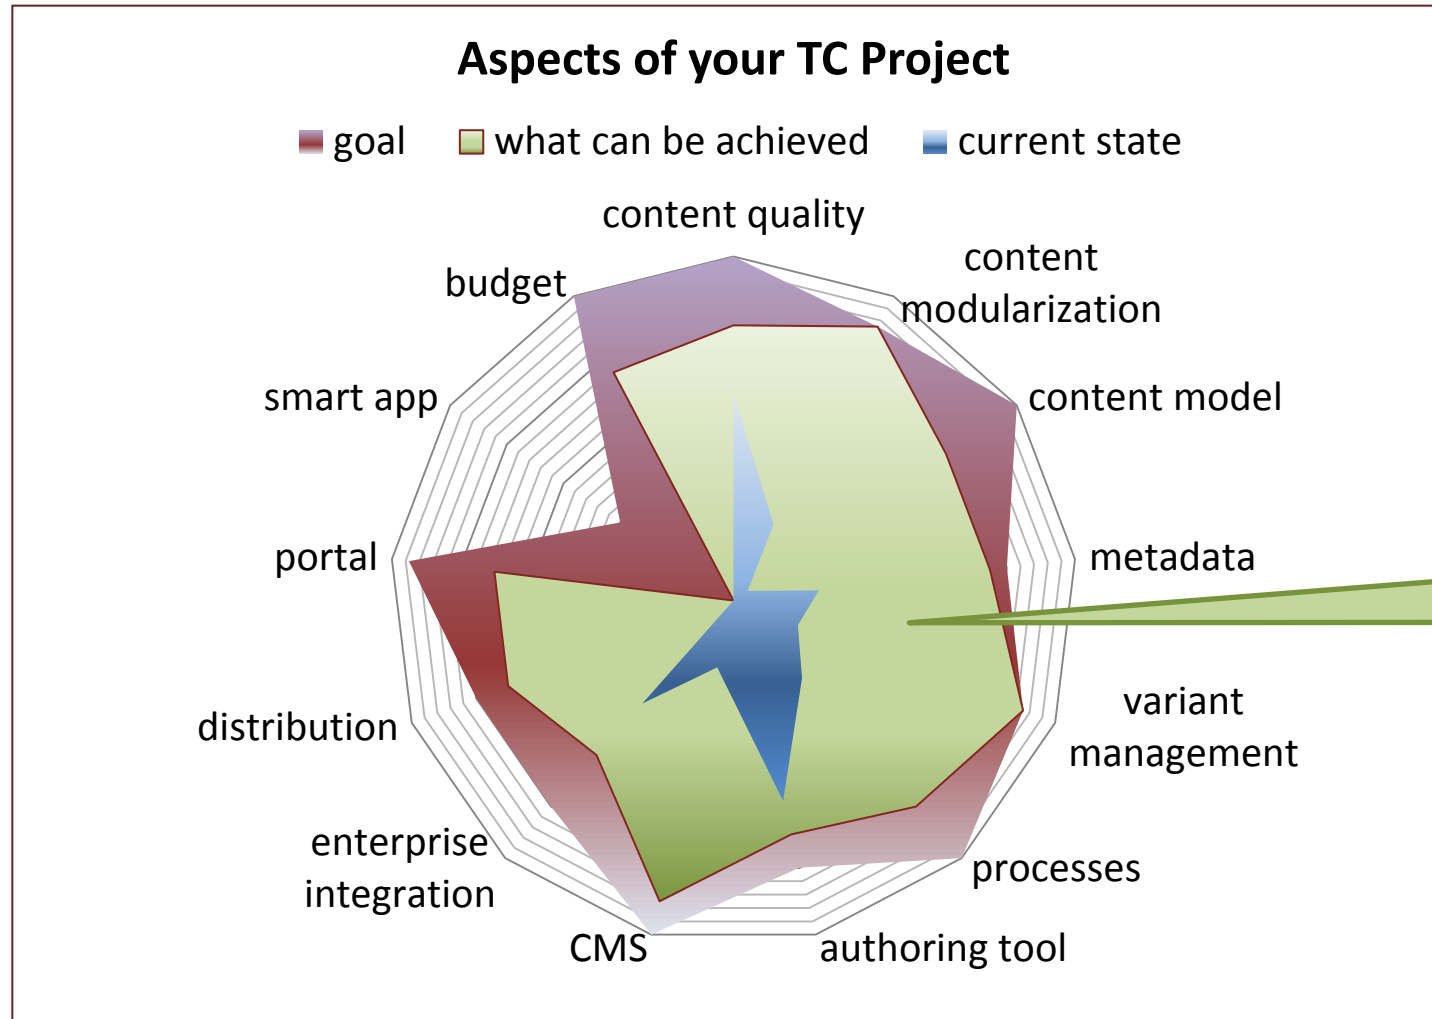 Aspects of your TC Project
goal
what can be achieved
current state
content quality
content
modularization
content model
metadata
variant
management
processes
authoring tool
CMS
enterprise
integration
distribution
portal
smart app
budget